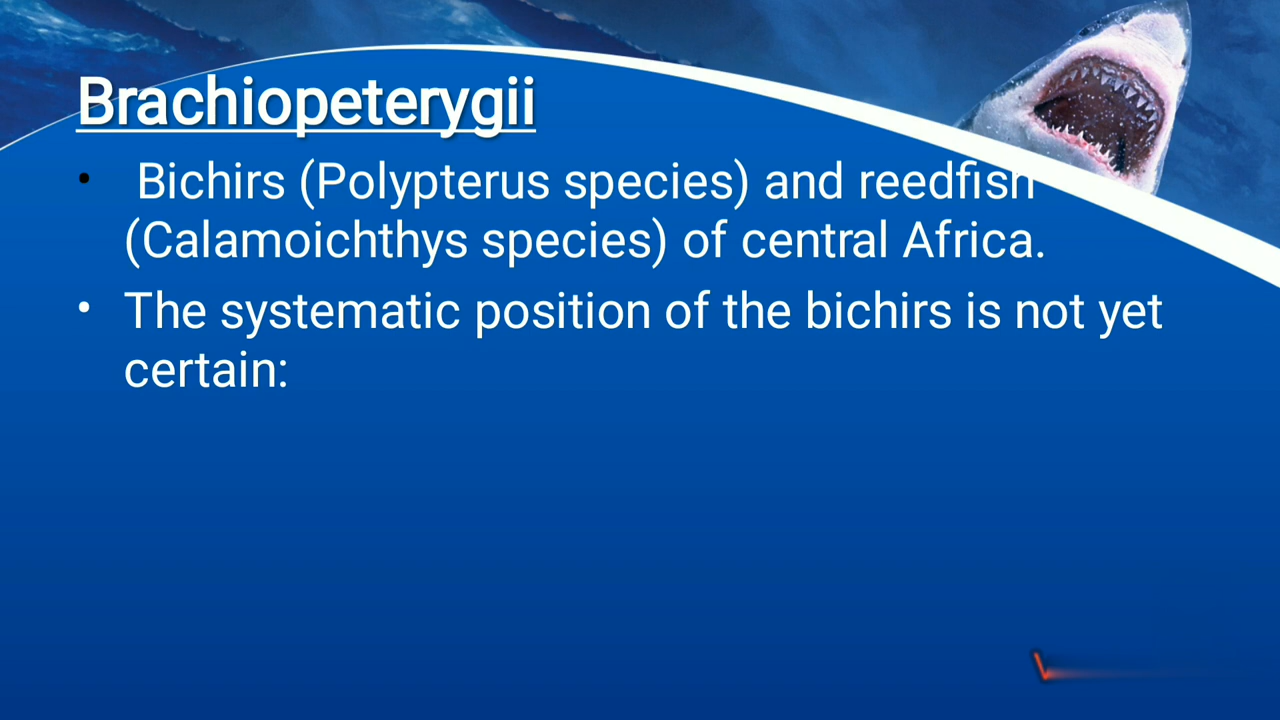 Brachiopeterygii
• Bichirs (Polypterus species) and reedfish
(Calamoichthys species) of central Africa.
• The systematic position of the bichirs is not yet
certain: